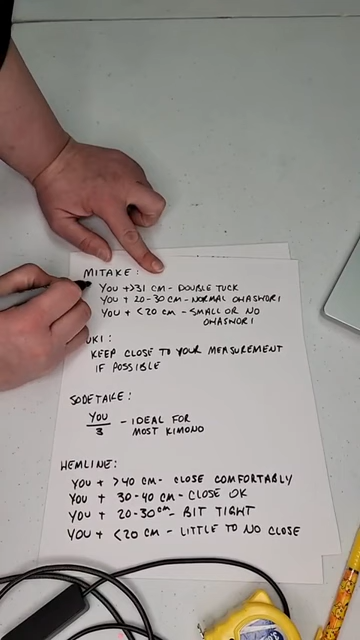 MITAKE:
YOU +>31 CM - DOUBLE TUCK
YOU + 20-30 CM - NORMAL OHASHORI
YOU + <20 CM - SMALL OR NO
OHASHORI
UKI:
KEEP CLOSE TO YOUR MEASUREMENT
IF POSSIBLE
SODETAKE:
YOU
3 - IDEAL FOR
MOST KIMONO
HEMLINE:
YOU + >40 CM - CLOSE COMFORTABLY
YOU + 30-40 CM - CLOSE OK
YOU + 20-30 CM - BIT TIGHT
YOU + <20 CM - LITTLE TO NO CLOSE